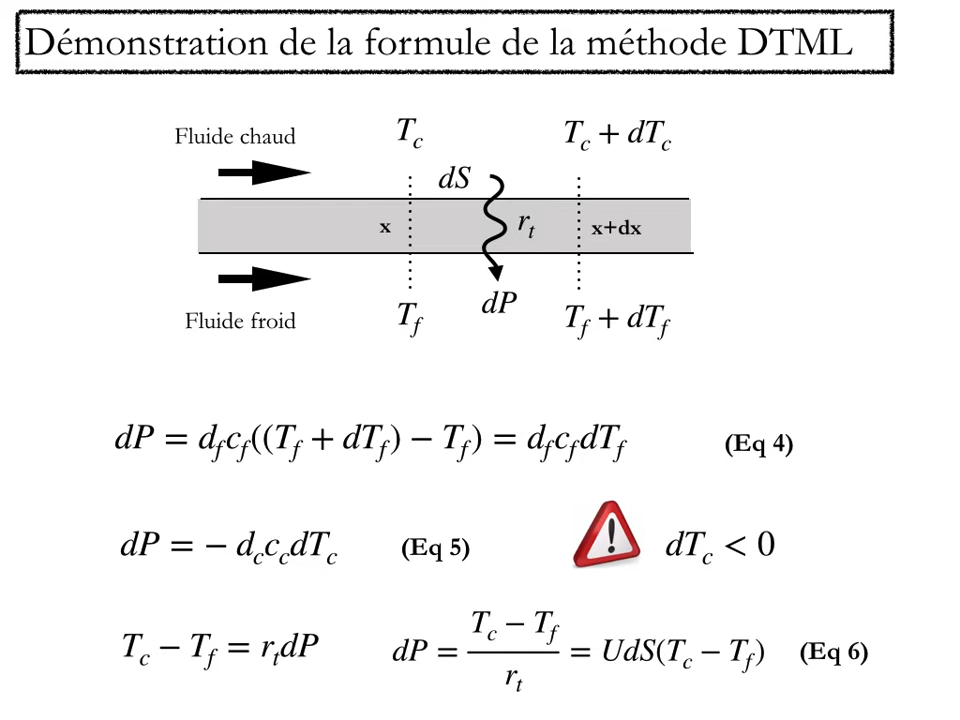 Démonstration de la formule de la méthode DTML
Fluide chaud
T_c
T_c + dT_c
dS
x
r_t
x+dx
dP
Fluide froid
T_f
T_f + dT_f
dP = d_f c_f((T_f + dT_f) − T_f) = d_f c_f dT_f (Eq 4)
dP = − d_c c_c dT_c (Eq 5) ! dT_c < 0
T_c − T_f = r_t dP dP = \frac{T_c − T_f}{r_t} = UdS(T_c − T_f) (Eq 6)